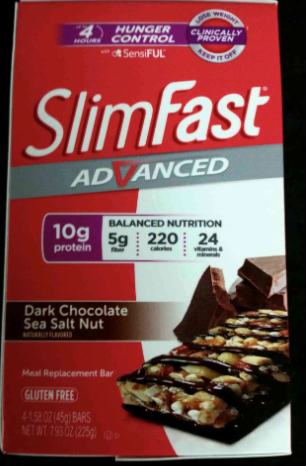 UP TO 4 HOURS HUNGER CONTROL
with SensiFUL
LOSE WEIGHT
CLINICALLY PROVEN
KEEP IT OFF
SlimFast
ADVANCED
10g protein
BALANCED NUTRITION
5g fiber
220 calories
24 vitamins & minerals
Dark Chocolate
Sea Salt Nut
NATURALLY FLAVORED
Meal Replacement Bar
GLUTEN FREE
4-1.58 OZ (45g) BARS
NET WT. 7.93 OZ (225g)